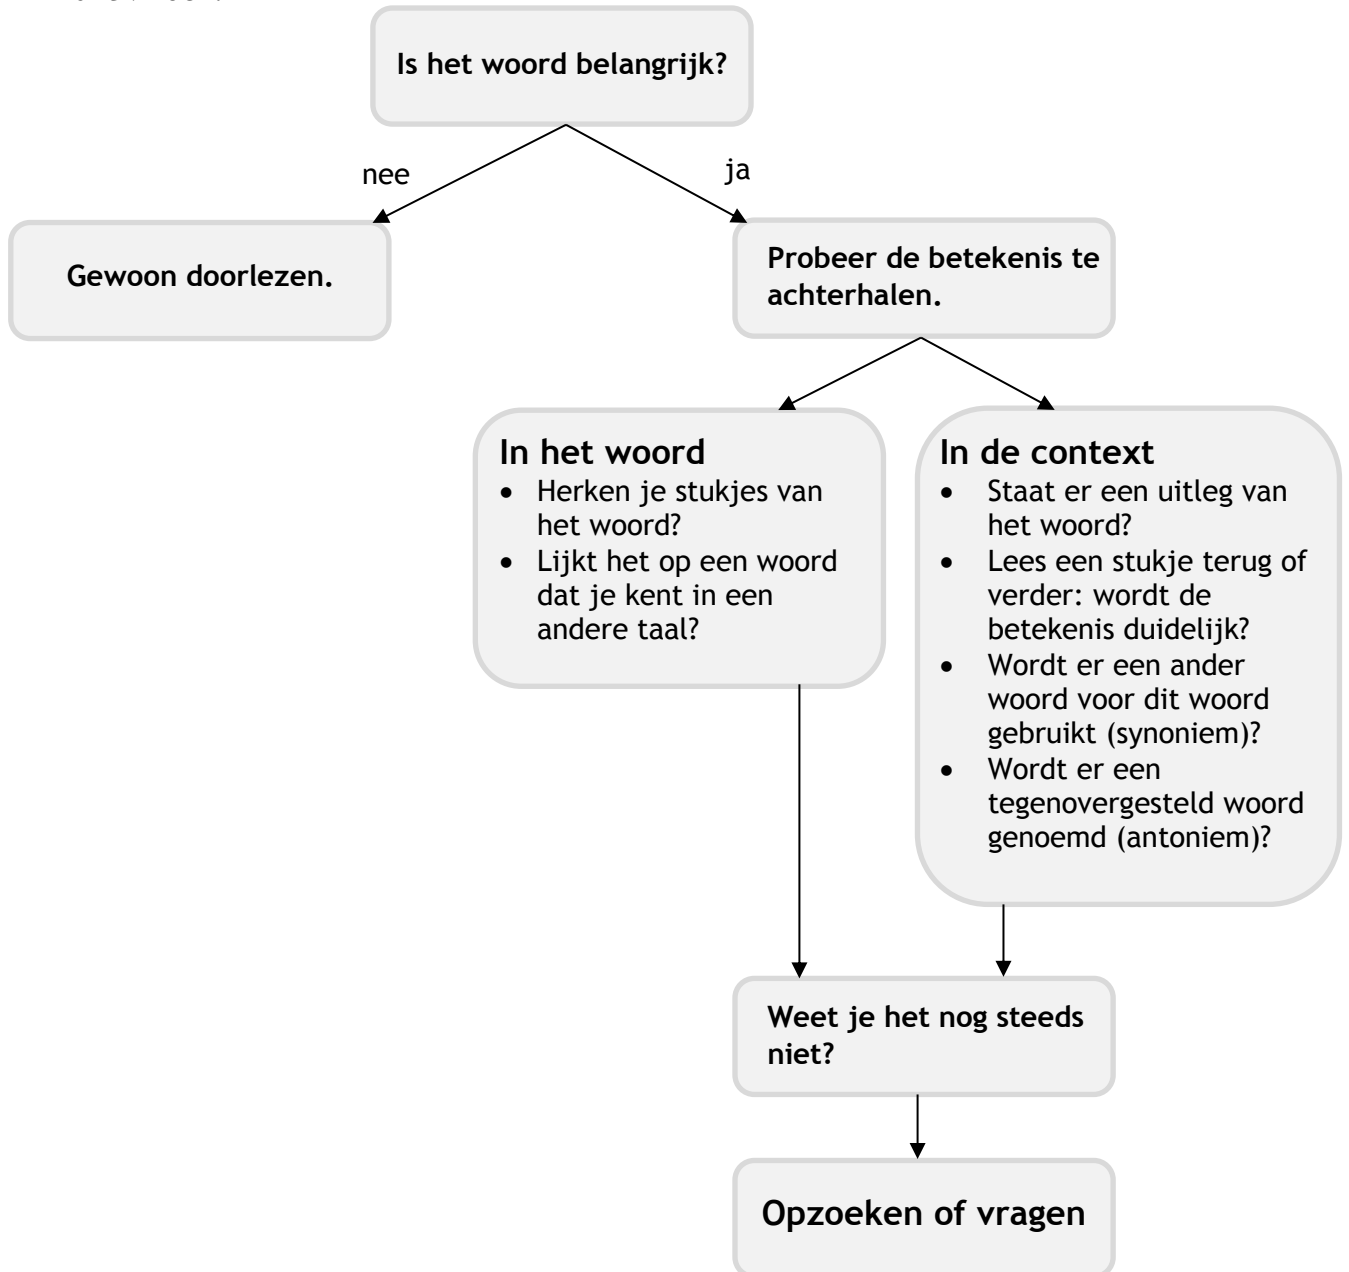 Is het woord belangrijk?
nee
ja
Gewoon doorlezen.
Probeer de betekenis te
achterhalen.
In het woord
• Herken je stukjes van
het woord?
• Lijkt het op een woord
dat je kent in een
andere taal?
In de context
• Staat er een uitleg van
het woord?
• Lees een stukje terug of
verder: wordt de
betekenis duidelijk?
• Wordt er een ander
woord voor dit woord
gebruikt (synoniem)?
• Wordt er een
tegenovergesteld woord
genoemd (antoniem)?
Weet je het nog steeds
niet?
Opzoeken of vragen